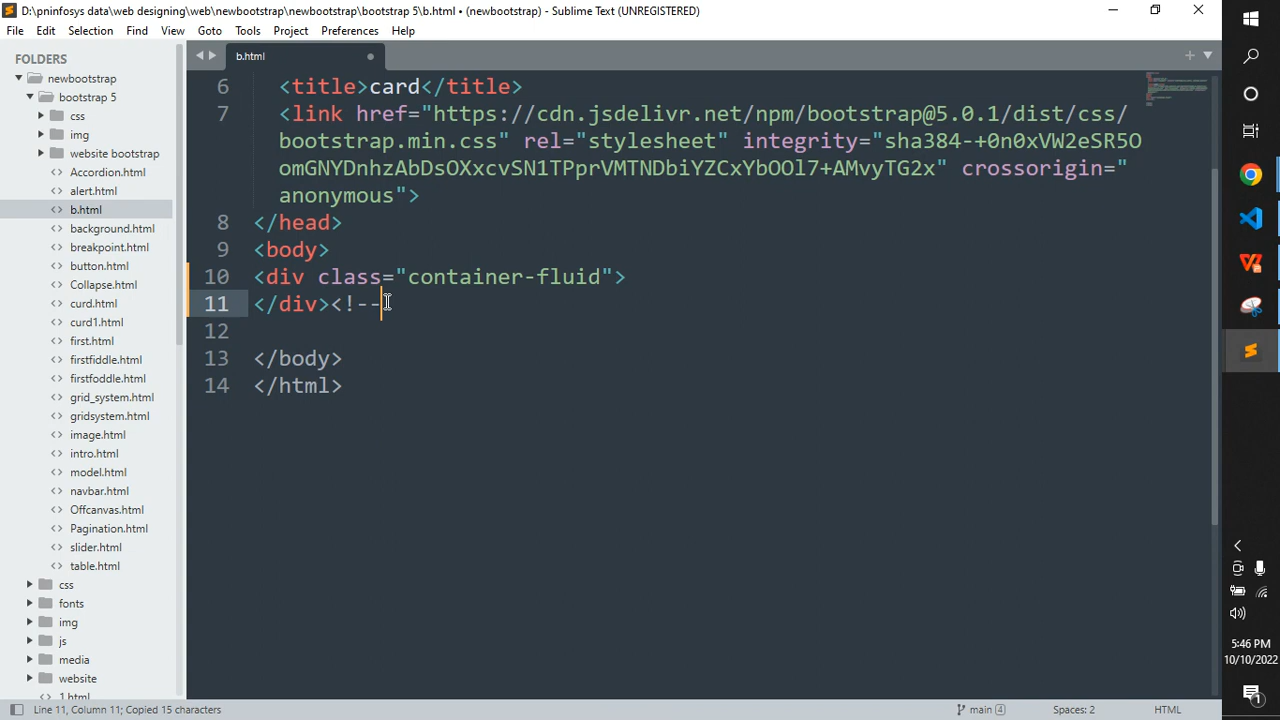 D:\pninfosys data\web designing\web\newbootstrap\newbootstrap\bootstrap 5\b.html • (newbootstrap) - Sublime Text (UNREGISTERED)
File Edit Selection Find View Goto Tools Project Preferences Help
FOLDERS
newbootstrap
bootstrap 5
css
img
website bootstrap
Accordion.html
alert.html
b.html
background.html
breakpoint.html
button.html
Collapse.html
curd.html
curd1.html
first.html
firstfiddle.html
firstfoddle.html
grid_system.html
gridsystem.html
image.html
intro.html
model.html
navbar.html
Offcanvas.html
Pagination.html
slider.html
table.html
css
fonts
img
js
media
website
1.html
b.html
6 <title>card</title>
7 <link href="https://cdn.jsdelivr.net/npm/bootstrap@5.0.1/dist/css/
bootstrap.min.css" rel="stylesheet" integrity="sha384-+0n0xVW2eSR5O
omGNYDnhzAbDsOXxcvSN1TPprVMTNDbiYZCxYbOOl7+AMvyTG2x" crossorigin="
anonymous">
8 </head>
9 <body>
10 <div class="container-fluid">
11 </div><!--
12
13 </body>
14 </html>
Line 11, Column 11; Copied 15 characters
main 4
Spaces: 2
HTML
5:46 PM
10/10/2022
1